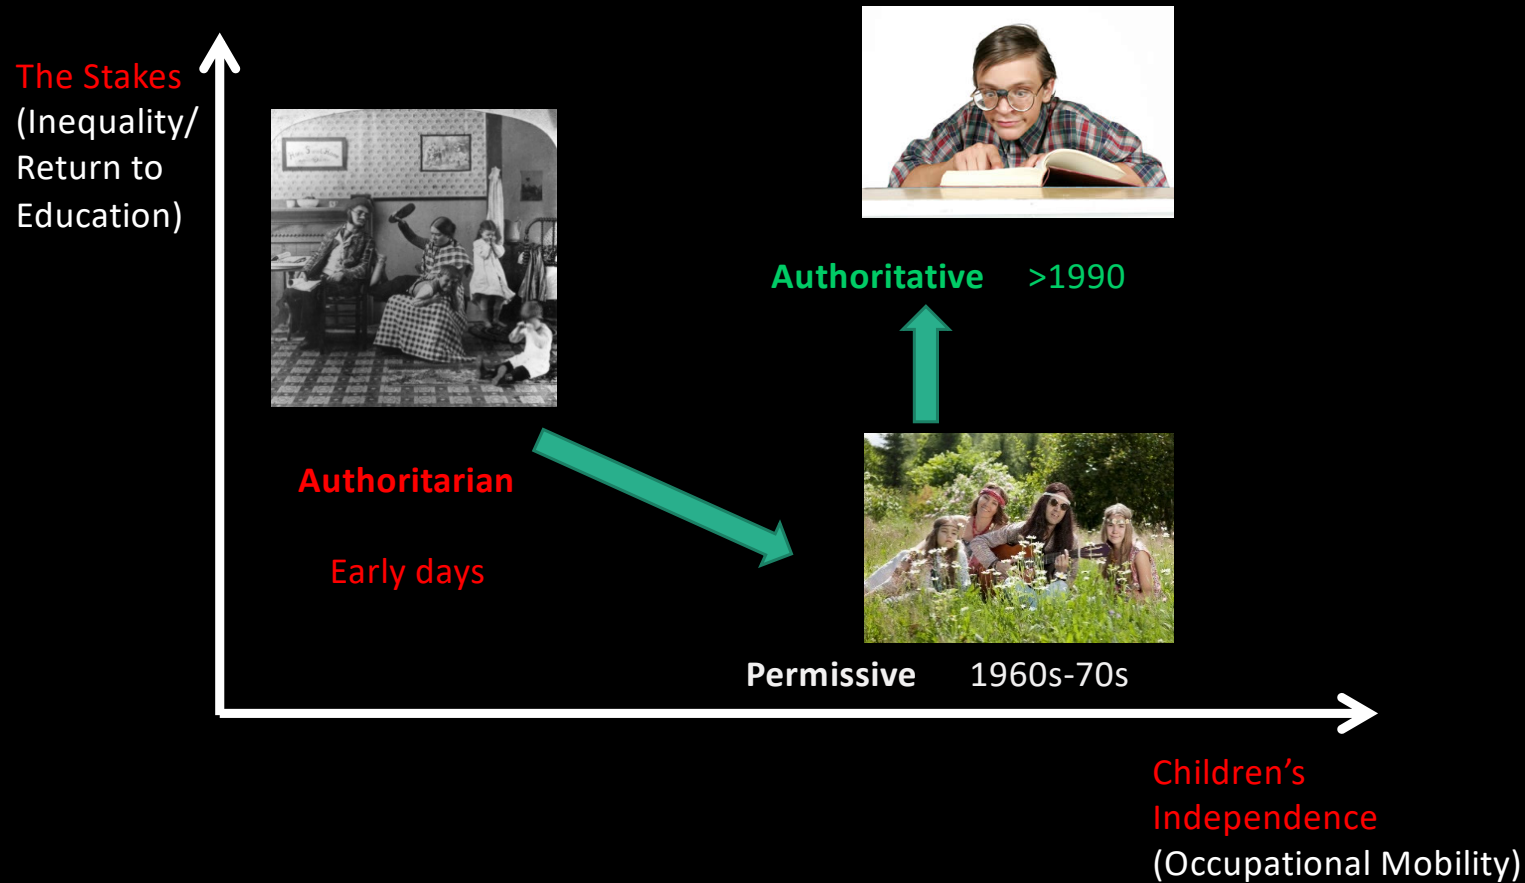 The Stakes
(Inequality/
Return to
Education)
Authoritative >1990
Authoritarian
Early days
Permissive 1960s-70s
Children’s
Independence
(Occupational Mobility)